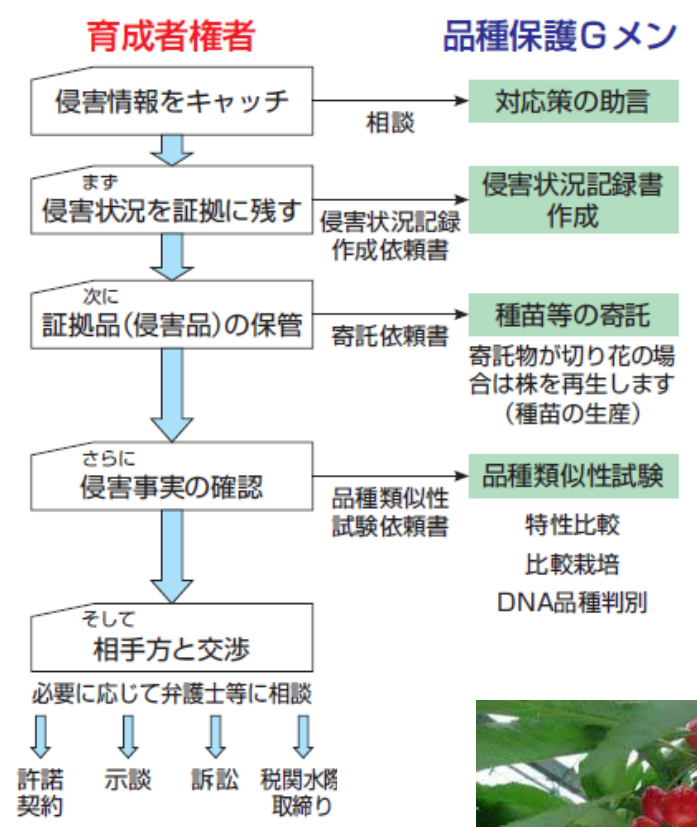 育成者権者
品種保護Gメン
侵害情報をキャッチ
相談
対応策の助言
まず
侵害状況を証拠に残す
侵害状況記録
作成依頼書
侵害状況記録書
作成
次に
証拠品(侵害品)の保管
寄託依頼書
種苗等の寄託
寄託物が切り花の場
合は株を再生します
(種苗の生産)
さらに
侵害事実の確認
品種類似性
試験依頼書
品種類似性試験
特性比較
比較栽培
DNA品種判別
そして
相手方と交渉
必要に応じて弁護士等に相談
許諾
契約
示談
訴訟
税関水際
取締り